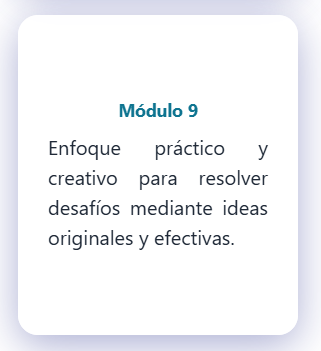 Módulo 9
Enfoque práctico y
creativo para resolver
desafíos mediante ideas
originales y efectivas.